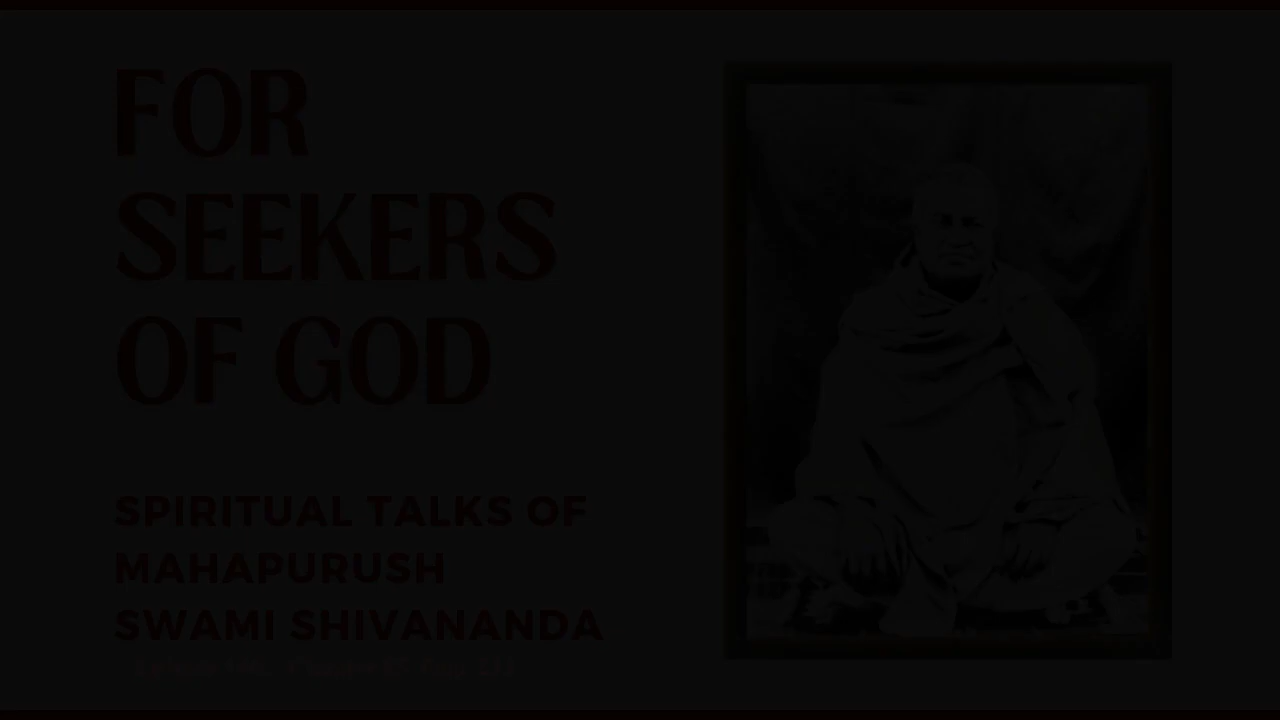 FOR
SEEKERS
OF GOD
SPIRITUAL TALKS OF
MAHAPURUSH
SWAMI SHIVANANDA